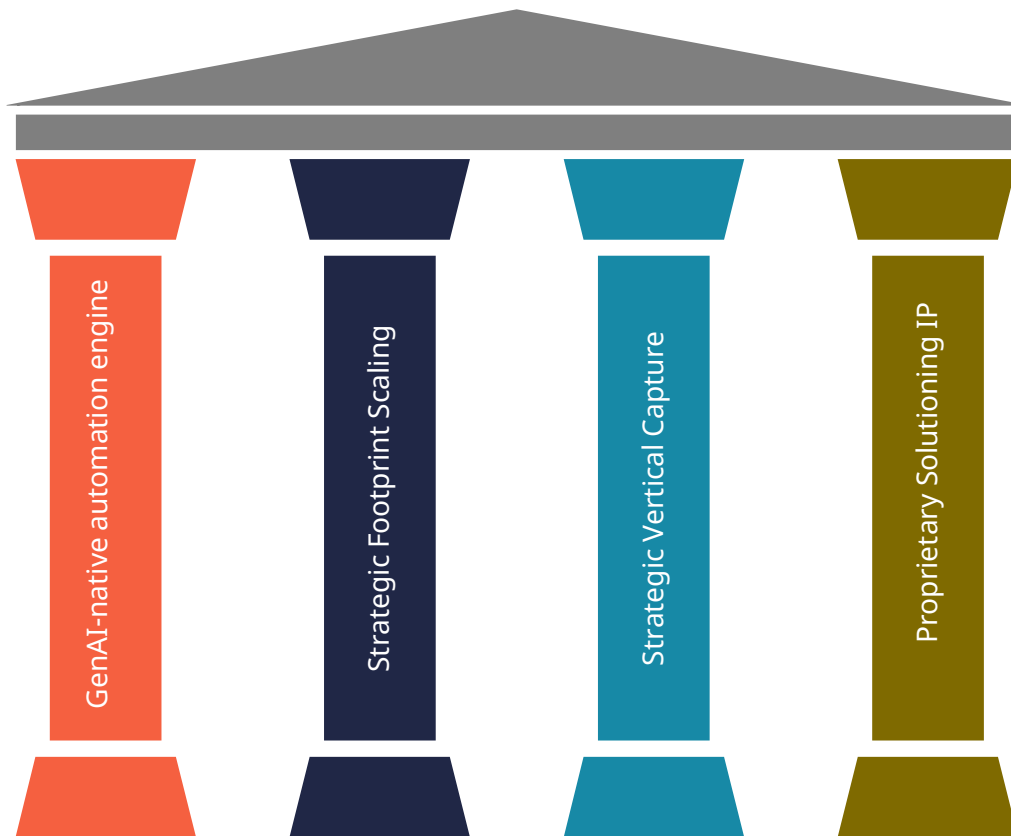 GenAI-native automation engine
Strategic Footprint Scaling
Strategic Vertical Capture
Proprietary Solutioning IP